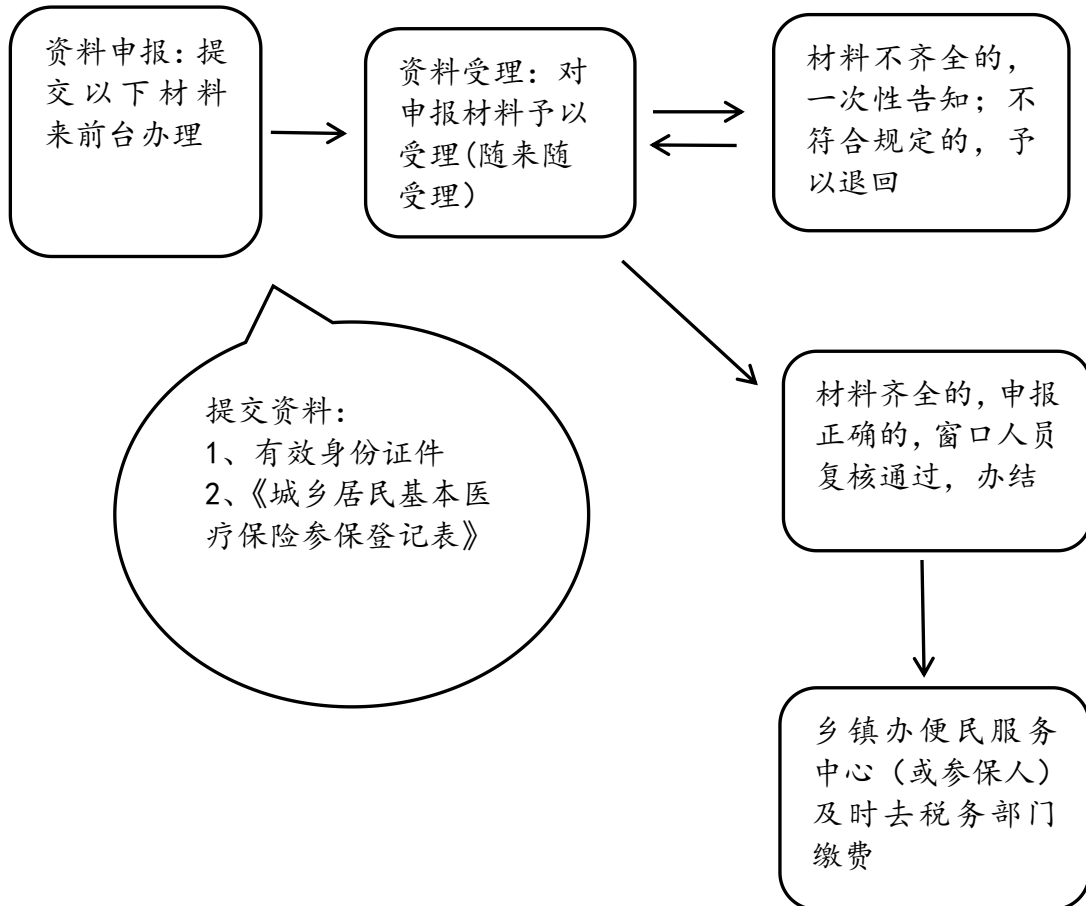 资料申报：提
交以下材料
来前台办理
资料受理：对
申报材料予以
受理(随来随
受理)
材料不齐全的，
一次性告知；不
符合规定的，予
以退回
提交资料：
1、有效身份证件
2、《城乡居民基本医
疗保险参保登记表》
材料齐全的，申报
正确的，窗口人员
复核通过，办结
乡镇办便民服务
中心（或参保人）
及时去税务部门
缴费